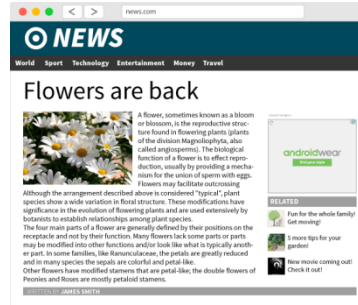 news.com
NEWS
World Sport Technology Entertainment Money Travel
Flowers are back
A flower, sometimes known as a bloom
or blossom, is the reproductive struc-
ture found in flowering plants (plants
of the division Magnoliophyta, also
called angiosperms). The biological
function of a flower is to effect repro-
duction, usually by providing a mecha-
nism for the union of sperm with eggs.
Flowers may facilitate outcrossing
Although the arrangement described above is considered "typical", plant
species show a wide variation in floral structure. These modifications have
significance in the evolution of flowering plants and are used extensively by
botanists to establish relationships among plant species.
The four main parts of a flower are generally defined by their positions on the
receptacle and not by their function. Many flowers lack some parts or parts
may be modified into other functions and/or look like what is typically anoth-
er part. In some families, like Ranunculaceae, the petals are greatly reduced
and in many species the sepals are colorful and petal-like.
Other flowers have modified stamens that are petal-like; the double flowers of
Peonies and Roses are mostly petaloid stamens.
WRITTEN BY JAMES SMITH
androidwear
RELATED
Fun for the whole family!
Get moving!
5 more tips for your
garden!
New movie coming out!
Check it out!